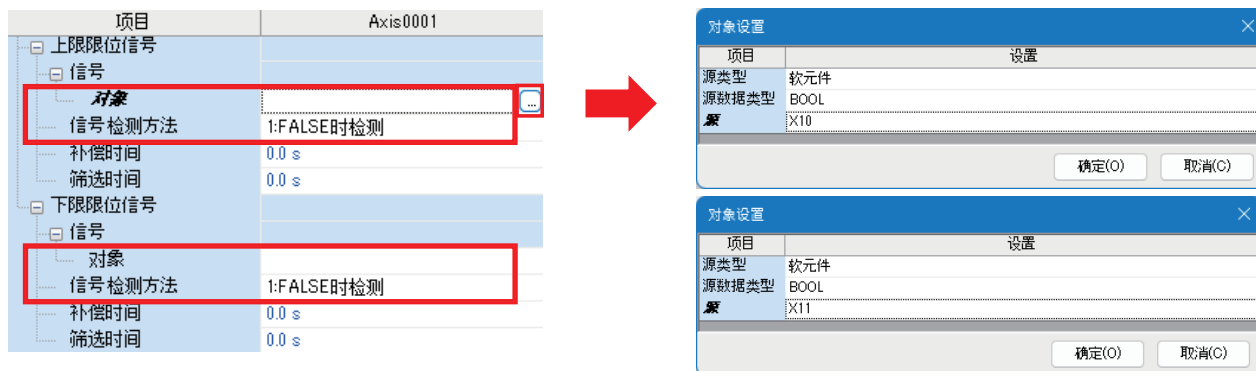 项目 Axis0001
上限限位信号
信号
对象 ...
信号检测方法 1:FALSE时检测
补偿时间 0.0 s
筛选时间 0.0 s
下限限位信号
信号
对象
信号检测方法 1:FALSE时检测
补偿时间 0.0 s
筛选时间 0.0 s
对象设置
项目 设置
源类型 软元件
源数据类型 BOOL
源 X10
确定(O) 取消(C)
对象设置
项目 设置
源类型 软元件
源数据类型 BOOL
源 X11
确定(O) 取消(C)